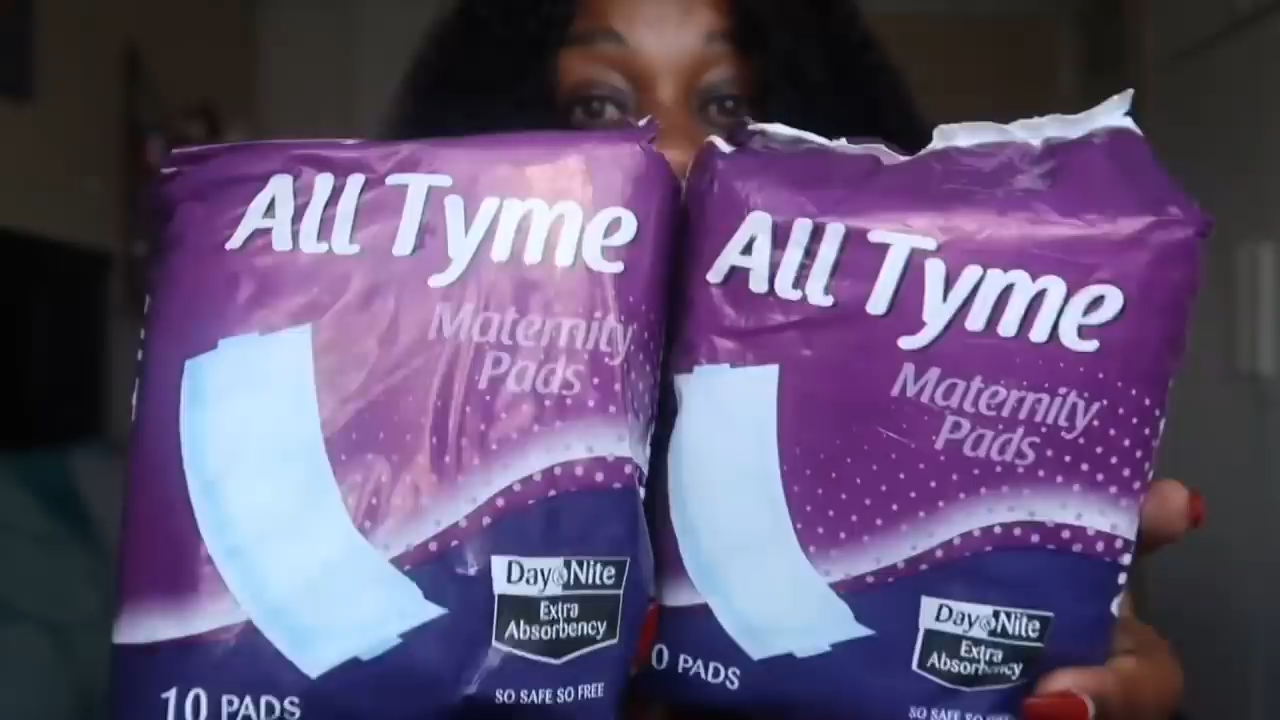 All Tyme
Maternity
Pads
Day & Nite
Extra
Absorbency
10 PADS
SO SAFE SO FREE
All Tyme
Maternity
Pads
Day & Nite
Extra
Absorbency
0 PADS
SO SAFE SO